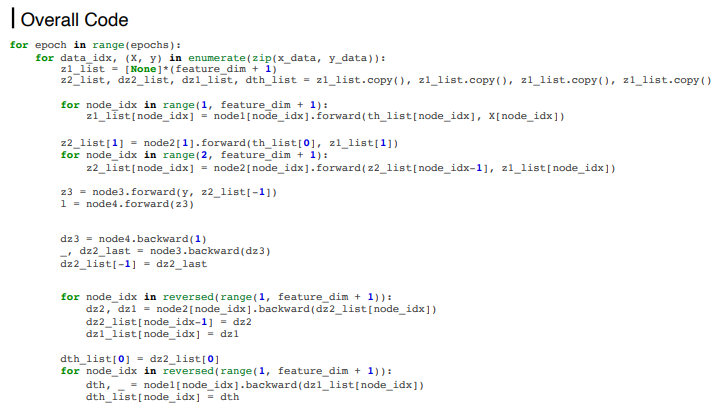 Overall Code
for epoch in range(epochs):
    for data_idx, (X, y) in enumerate(zip(x_data, y_data)):
        z1_list = [None]*(feature_dim + 1)
        z2_list, dz2_list, dz1_list, dth_list = z1_list.copy(), z1_list.copy(), z1_list.copy(), z1_list.copy()
        for node_idx in range(1, feature_dim + 1):
            z1_list[node_idx] = node1[node_idx].forward(th_list[node_idx], X[node_idx])
        z2_list[1] = node2[1].forward(th_list[0], z1_list[1])
        for node_idx in range(2, feature_dim + 1):
            z2_list[node_idx] = node2[node_idx].forward(z2_list[node_idx-1], z1_list[node_idx])
        z3 = node3.forward(y, z2_list[-1])
        l = node4.forward(z3)
        dz3 = node4.backward(1)
        _, dz2_last = node3.backward(dz3)
        dz2_list[-1] = dz2_last
        for node_idx in reversed(range(1, feature_dim + 1)):
            dz2, dz1 = node2[node_idx].backward(dz2_list[node_idx])
            dz2_list[node_idx-1] = dz2
            dz1_list[node_idx] = dz1
        dth_list[0] = dz2_list[0]
        for node_idx in reversed(range(1, feature_dim + 1)):
            dth, _ = node1[node_idx].backward(dz1_list[node_idx])
            dth_list[node_idx] = dth